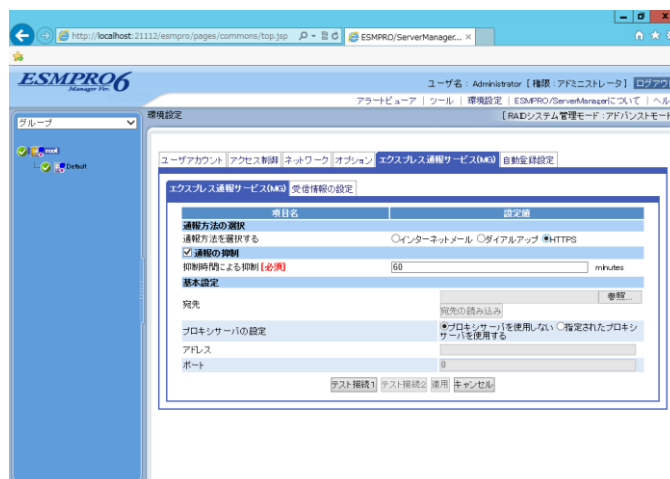 http://localhost:21112/esmpro/pages/commons/top.jsp
ESMPRO/ServerManager...
ESMPRO6
Manager Ver.
ユーザ名 : Administrator [ 権限 : アドミニストレータ ] ログアウ
アラートビューア | ツール | 環境設定 | ESMPRO/ServerManagerについて | ヘル
グループ
環境設定
[ RAIDシステム管理モード : アドバンストモード
root
Default
ユーザアカウント アクセス制御 ネットワーク オプション エクスプレス通報サービス(MG) 自動登録設定
エクスプレス通報サービス(MG) 受信情報の設定
項目名 設定値
通報方法の選択
通報方法を選択する インターネットメール ダイアルアップ HTTPS
通報の抑制
抑制時間による抑制 [必須] 60 minutes
基本設定
宛先 参照...
宛先の読み込み
プロキシサーバの設定 プロキシサーバを使用しない 指定されたプロキシサーバを使用する
アドレス
ポート 0
テスト接続1 テスト接続2 適用 キャンセル